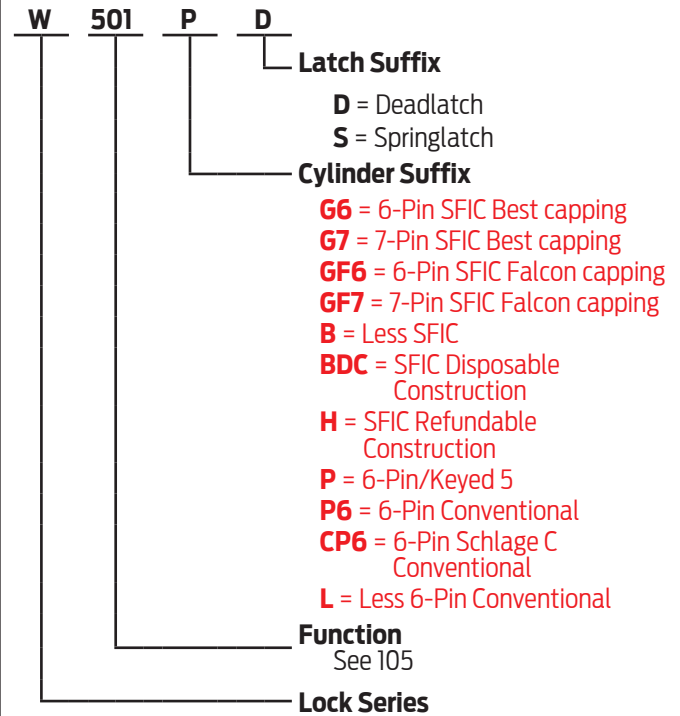 W 501 P D
Latch Suffix
D = Deadlatch
S = Springlatch
Cylinder Suffix
G6 = 6-Pin SFIC Best capping
G7 = 7-Pin SFIC Best capping
GF6 = 6-Pin SFIC Falcon capping
GF7 = 7-Pin SFIC Falcon capping
B = Less SFIC
BDC = SFIC Disposable
Construction
H = SFIC Refundable
Construction
P = 6-Pin/Keyed 5
P6 = 6-Pin Conventional
CP6 = 6-Pin Schlage C
Conventional
L = Less 6-Pin Conventional
Function
See 105
Lock Series